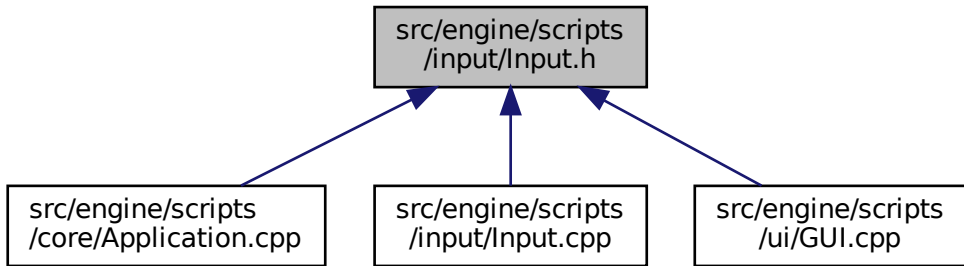 src/engine/scripts
/input/Input.h
src/engine/scripts
/core/Application.cpp
src/engine/scripts
/input/Input.cpp
src/engine/scripts
/ui/GUI.cpp